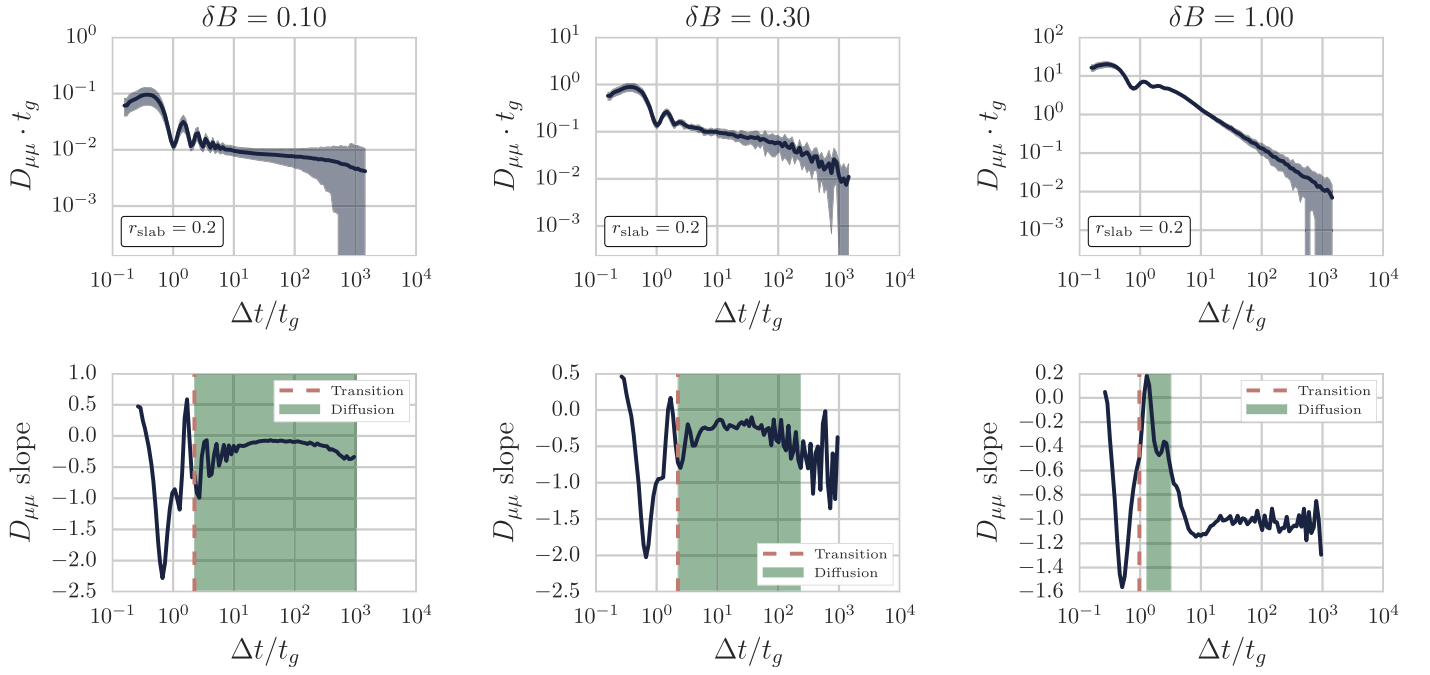 δB = 0.10
D_μμ · t_g
10^0
10^−1
10^−2
10^−3
r_slab = 0.2
10^−1 10^0 10^1 10^2 10^3 10^4
Δt/t_g
δB = 0.30
D_μμ · t_g
10^1
10^0
10^−1
10^−2
10^−3
r_slab = 0.2
10^−1 10^0 10^1 10^2 10^3 10^4
Δt/t_g
δB = 1.00
D_μμ · t_g
10^2
10^1
10^0
10^−1
10^−2
10^−3
r_slab = 0.2
10^−1 10^0 10^1 10^2 10^3 10^4
Δt/t_g
D_μμ slope
1.0
0.5
0.0
−0.5
−1.0
−1.5
−2.0
−2.5
Transition
Diffusion
10^−1 10^0 10^1 10^2 10^3 10^4
Δt/t_g
D_μμ slope
0.5
0.0
−0.5
−1.0
−1.5
−2.0
−2.5
Transition
Diffusion
10^−1 10^0 10^1 10^2 10^3 10^4
Δt/t_g
D_μμ slope
0.2
0.0
−0.2
−0.4
−0.6
−0.8
−1.0
−1.2
−1.4
−1.6
Transition
Diffusion
10^−1 10^0 10^1 10^2 10^3 10^4
Δt/t_g